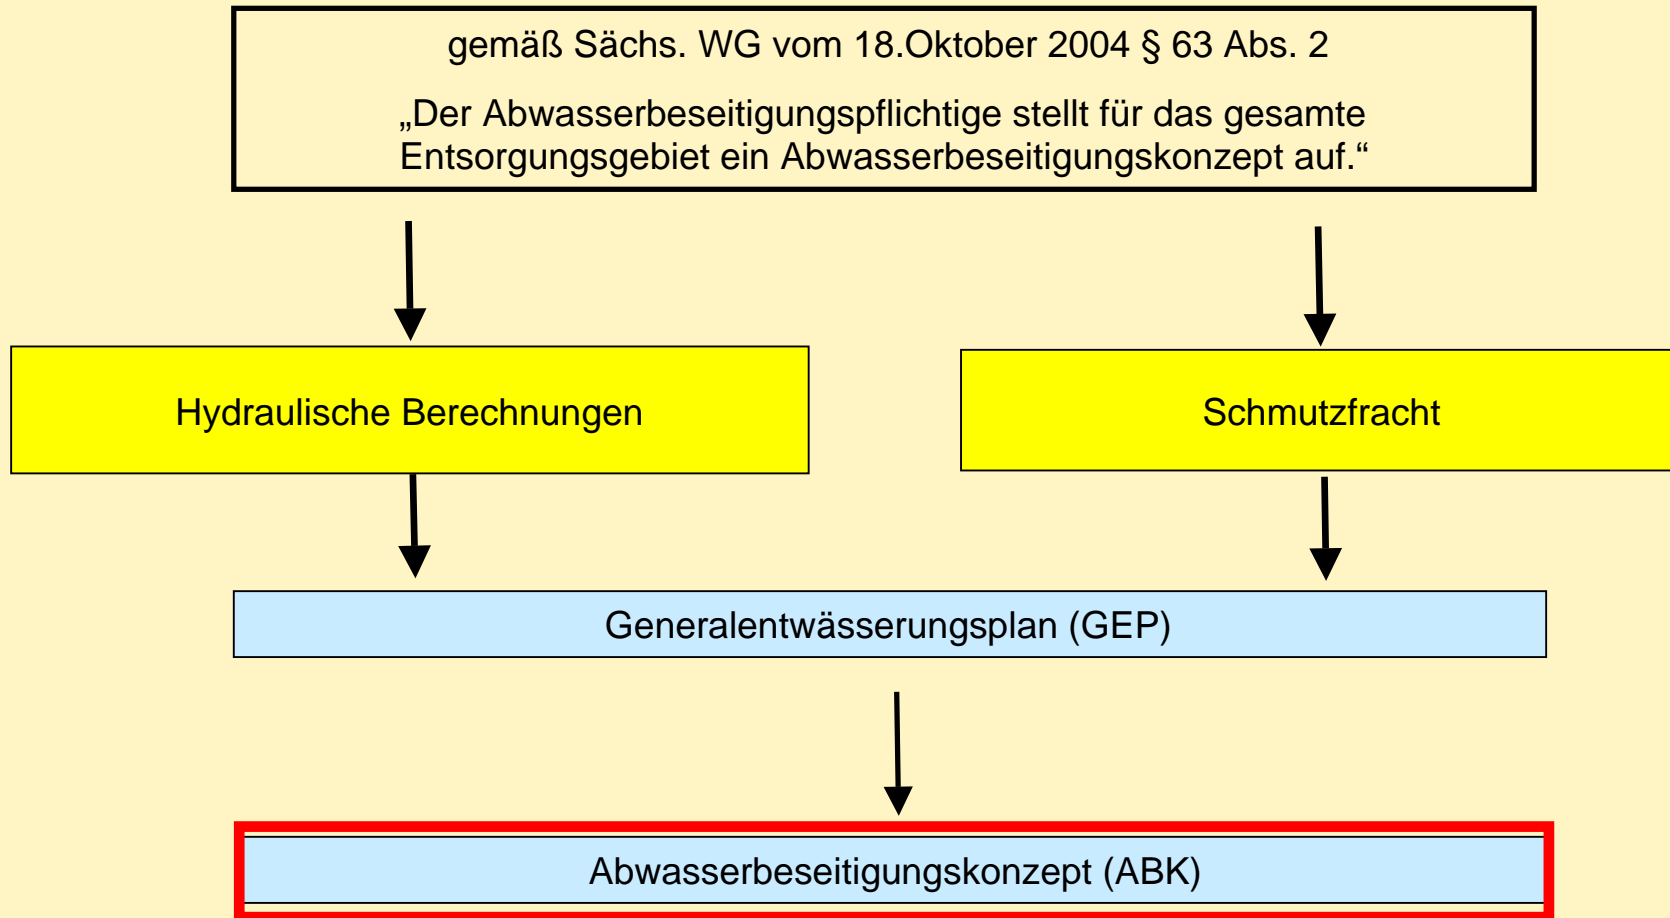 gemäß Sächs. WG vom 18.Oktober 2004 § 63 Abs. 2
„Der Abwasserbeseitigungspflichtige stellt für das gesamte
Entsorgungsgebiet ein Abwasserbeseitigungskonzept auf.“
Hydraulische Berechnungen
Schmutzfracht
Generalentwässerungsplan (GEP)
Abwasserbeseitigungskonzept (ABK)